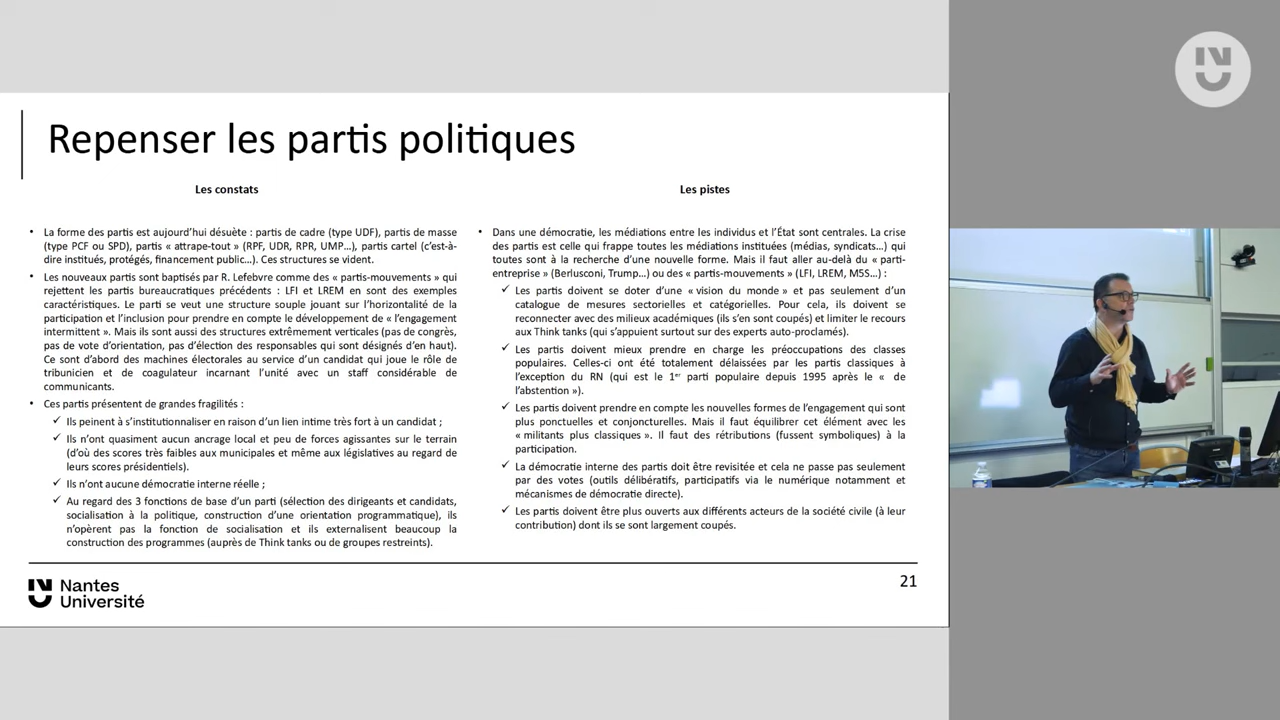 Repenser les partis politiques
Les constats
• La forme des partis est aujourd'hui désuète : partis de cadre (type UDF), partis de masse
(type PCF ou SPD), partis « attrape-tout » (RPF, UDR, RPR, UMP…), partis cartel (c'est-à-
dire institués, protégés, financement public…). Ces structures se vident.
• Les nouveaux partis sont baptisés par R. Lefebvre comme des « partis-mouvements » qui
rejettent les partis bureaucratiques précédents : LFI et LREM en sont des exemples
caractéristiques. Le parti se veut une structure souple jouant sur l'horizontalité de la
participation et l'inclusion pour prendre en compte le développement de « l'engagement
intermittent ». Mais ils sont aussi des structures extrêmement verticales (pas de congrès,
pas de vote d'orientation, pas d'élection des responsables qui sont désignés d'en haut).
Ce sont d'abord des machines électorales au service d'un candidat qui joue le rôle de
tribunicien et de coagulateur incarnant l'unité avec un staff considérable de
communicants.
• Ces partis présentent de grandes fragilités :
✓ Ils peinent à s'institutionnaliser en raison d'un lien intime très fort à un candidat ;
✓ Ils n'ont quasiment aucun ancrage local et peu de forces agissantes sur le terrain
(d'où des scores très faibles aux municipales et même aux législatives au regard de
leurs scores présidentiels).
✓ Ils n'ont aucune démocratie interne réelle ;
✓ Au regard des 3 fonctions de base d'un parti (sélection des dirigeants et candidats,
socialisation à la politique, construction d'une orientation programmatique), ils
n'opèrent pas la fonction de socialisation et ils externalisent beaucoup la
construction des programmes (auprès de Think tanks ou de groupes restreints).
Les pistes
• Dans une démocratie, les médiations entre les individus et l'État sont centrales. La crise
des partis est celle qui frappe toutes les médiations instituées (médias, syndicats…) qui
toutes sont à la recherche d'une nouvelle forme. Mais il faut aller au-delà du « parti-
entreprise » (Berlusconi, Trump…) ou des « partis-mouvements » (LFI, LREM, M5S…) :
✓ Les partis doivent se doter d'une « vision du monde » et pas seulement d'un
catalogue de mesures sectorielles et catégorielles. Pour cela, ils doivent se
reconnecter avec des milieux académiques (ils s'en sont coupés) et limiter le recours
aux Think tanks (qui s'appuient surtout sur des experts auto-proclamés).
✓ Les partis doivent mieux prendre en charge les préoccupations des classes
populaires. Celles-ci ont été totalement délaissées par les partis classiques à
l'exception du RN (qui est le 1er parti populaire depuis 1995 après le « de
l'abstention »).
✓ Les partis doivent prendre en compte les nouvelles formes de l'engagement qui sont
plus ponctuelles et conjoncturelles. Mais il faut équilibrer cet élément avec les
« militants plus classiques ». Il faut des rétributions (fussent symboliques) à la
participation.
✓ La démocratie interne des partis doit être revisitée et cela ne passe pas seulement
par des votes (outils délibératifs, participatifs via le numérique notamment et
mécanismes de démocratie directe).
✓ Les partis doivent être plus ouverts aux différents acteurs de la société civile (à leur
contribution) dont ils se sont largement coupés.
Nantes
Université
21